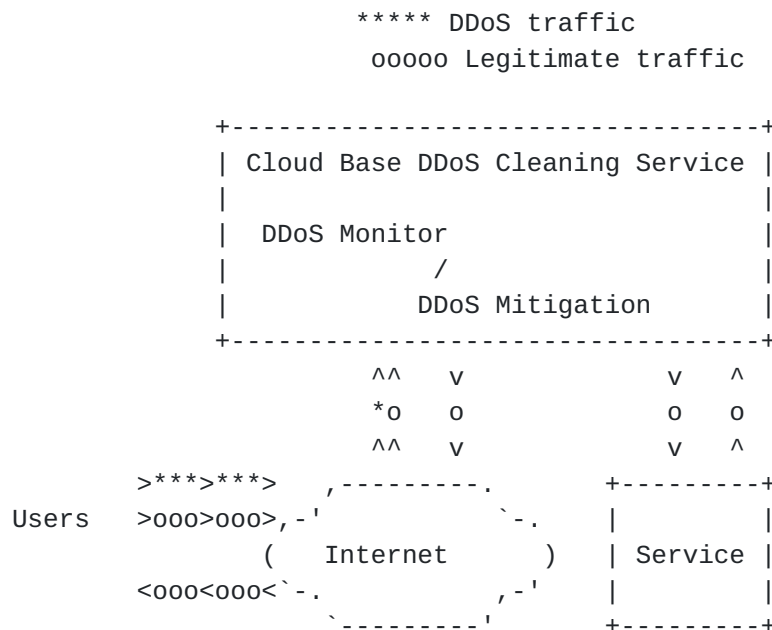 ***** DDoS traffic
ooooo Legitimate traffic
+----------------------------------+
| Cloud Base DDoS Cleaning Service |
|                                  |
|  DDoS Monitor                    |
|             /                    |
|            DDoS Mitigation       |
+----------------------------------+
^^   v             v   ^
*o   o             o   o
^^   v             v   ^
>***>***>   ,---------.       +---------+
Users   >ooo>ooo>,-'           `-.    |         |
(   Internet      )   | Service |
<ooo<ooo<`-.           ,-'    |         |
`---------'       +---------+